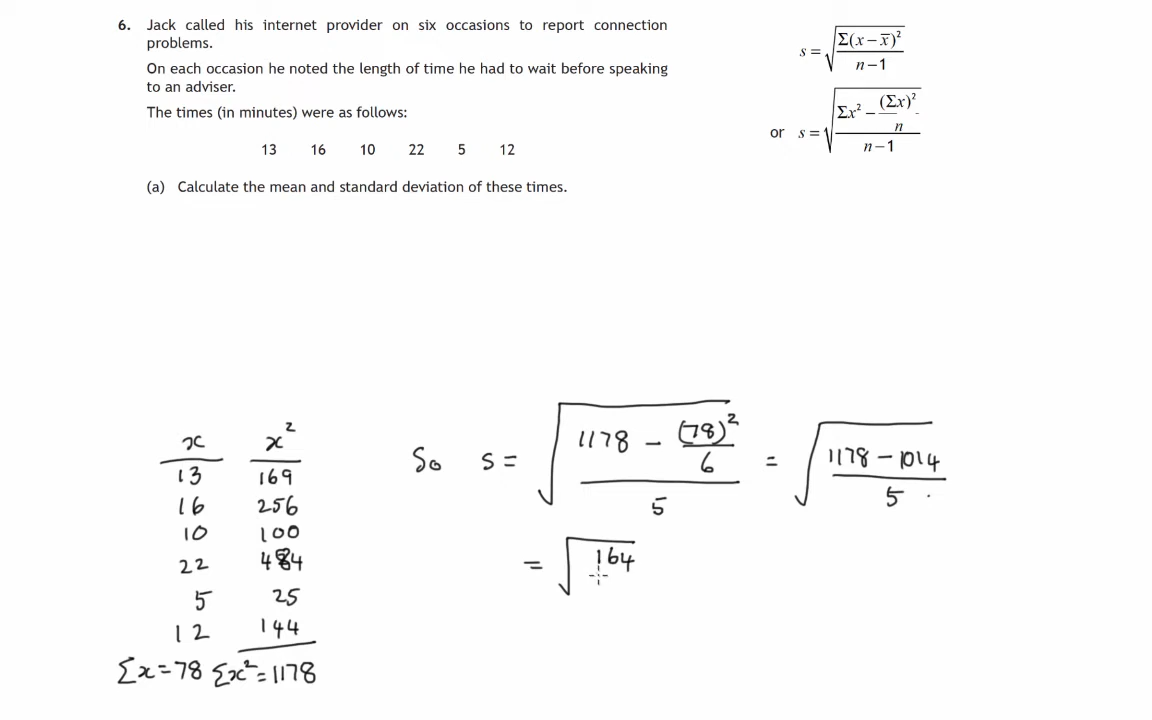 6. Jack called his internet provider on six occasions to report connection
problems.
On each occasion he noted the length of time he had to wait before speaking
to an adviser.
The times (in minutes) were as follows:
13 16 10 22 5 12
(a) Calculate the mean and standard deviation of these times.
s = √(Σ(x − x̄)² / (n − 1))
or s = √((Σx² − (Σx)² / n) / (n − 1))
x x²
13 169
16 256
10 100
22 484
5 25
12 144
Σx = 78 Σx² = 1178
So s = √((1178 − (78)² / 6) / 5) = √((1178 − 1014) / 5)
= √164